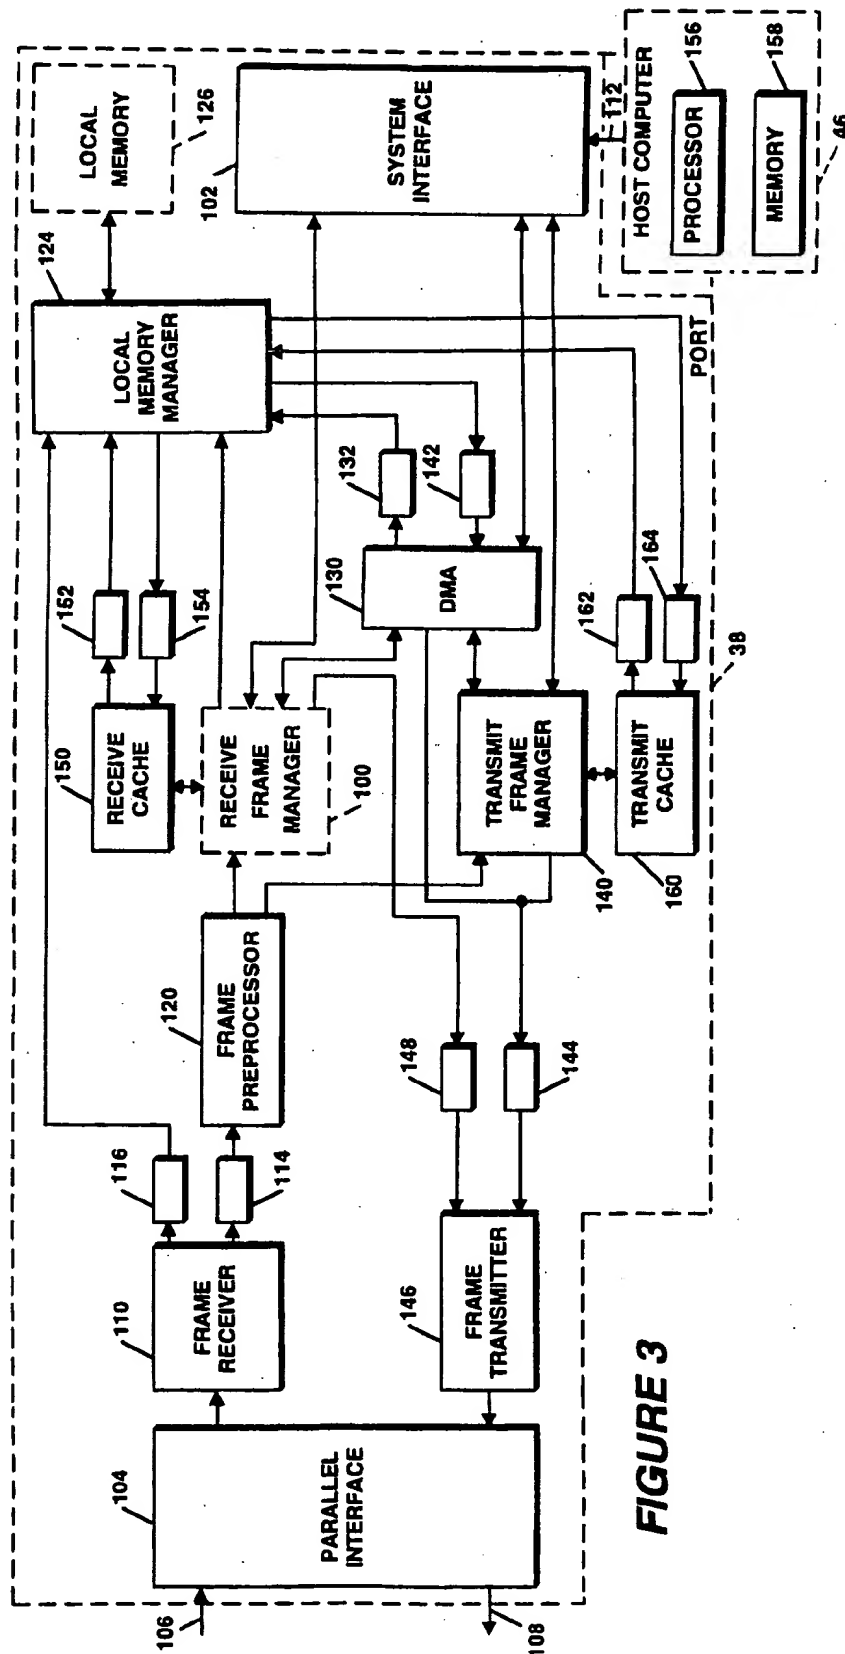 106
108
104
PARALLEL
INTERFACE
110
FRAME
RECEIVER
116
114
120
FRAME
PREPROCESSOR
146
FRAME
TRANSMITTER
148
144
150
RECEIVE
CACHE
152
154
RECEIVE
FRAME
MANAGER
100
124
LOCAL
MEMORY
MANAGER
LOCAL
MEMORY
126
102
SYSTEM
INTERFACE
130
DMA
132
142
TRANSMIT
FRAME
MANAGER
140
TRANSMIT
CACHE
160
162
164
38
PORT
112
HOST COMPUTER
PROCESSOR
156
MEMORY
158
46
FIGURE 3